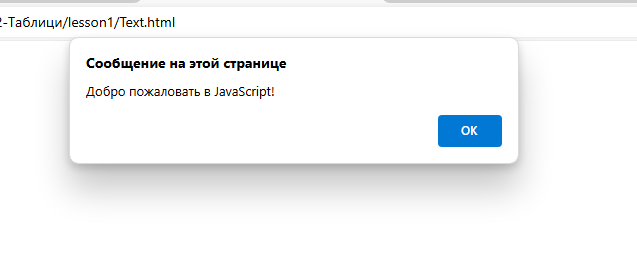 2-Таблици/lesson1/Text.html
Сообщение на этой странице
Добро пожаловать в JavaScript!
OK